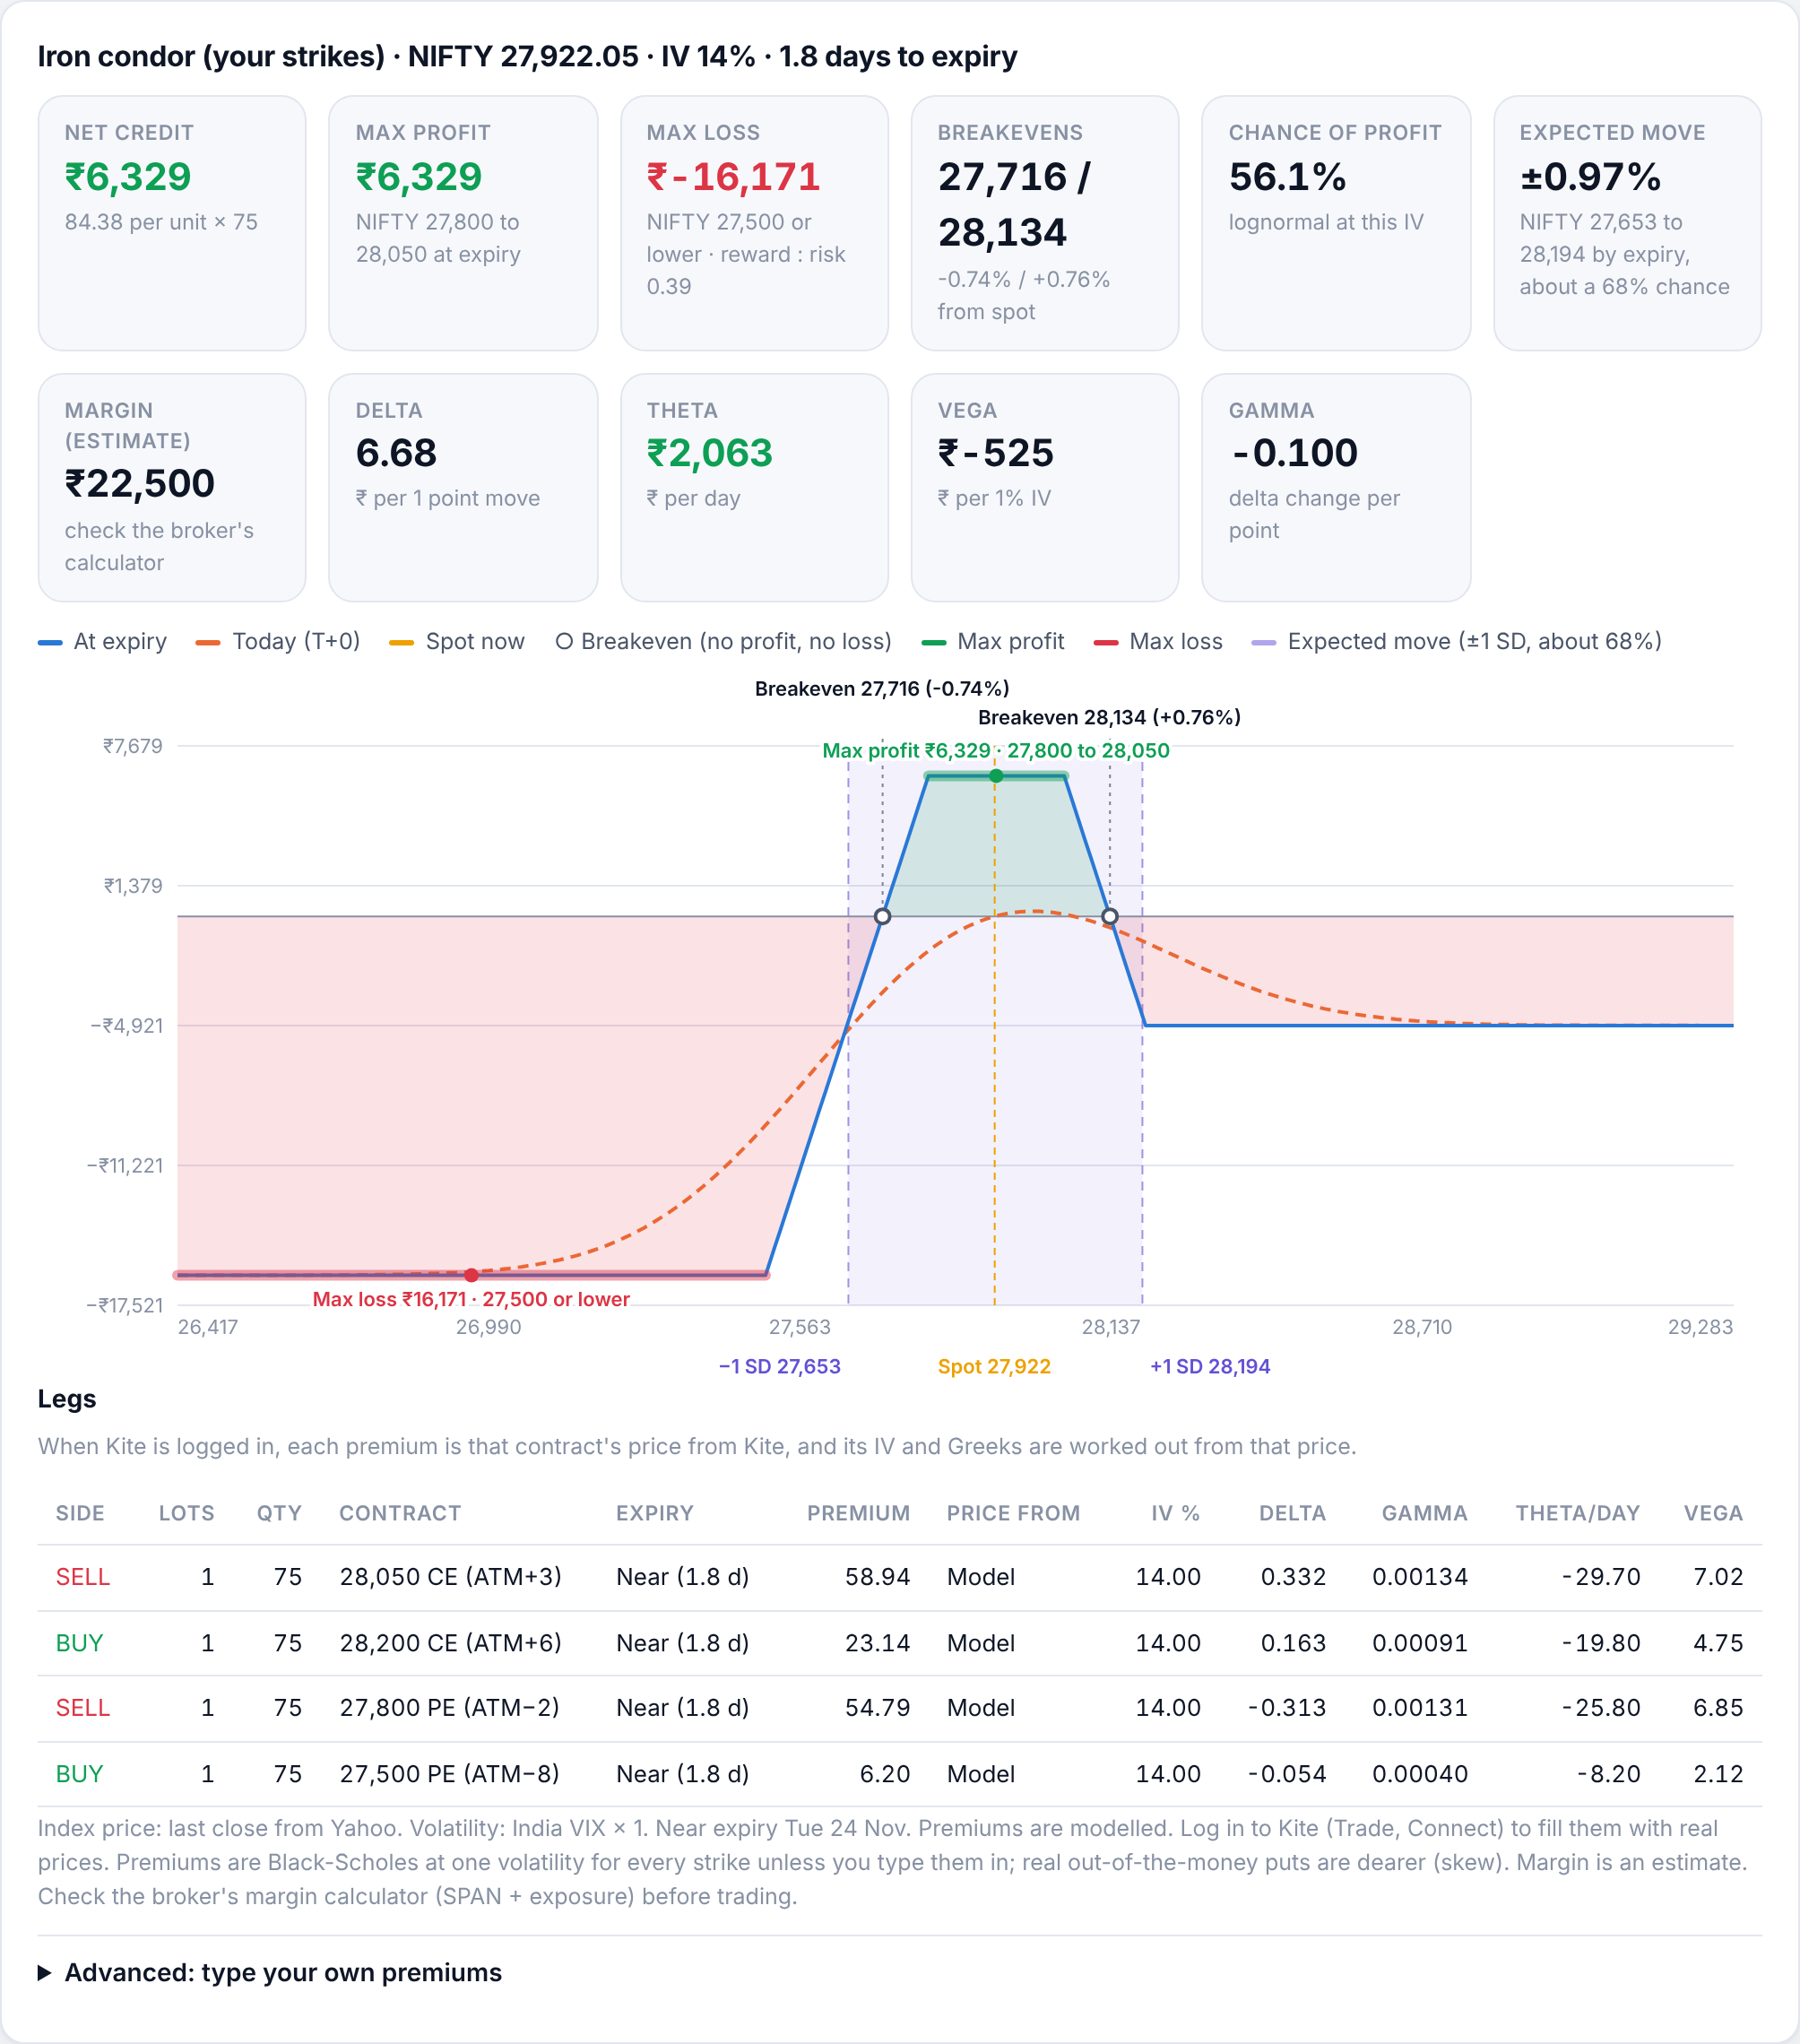 Iron condor (your strikes) · NIFTY 27,922.05 · IV 14% · 1.8 days to expiry
NET CREDIT
₹6,329
84.38 per unit × 75
MAX PROFIT
₹6,329
NIFTY 27,800 to
28,050 at expiry
MAX LOSS
₹-16,171
NIFTY 27,500 or
lower · reward : risk
0.39
BREAKEVENS
27,716 /
28,134
-0.74% / +0.76%
from spot
CHANCE OF PROFIT
56.1%
lognormal at this IV
EXPECTED MOVE
±0.97%
NIFTY 27,653 to
28,194 by expiry,
about a 68% chance
MARGIN
(ESTIMATE)
₹22,500
check the broker's
calculator
DELTA
6.68
₹ per 1 point move
THETA
₹2,063
₹ per day
VEGA
₹-525
₹ per 1% IV
GAMMA
-0.100
delta change per
point
At expiry Today (T+0) Spot now Breakeven (no profit, no loss) Max profit Max loss Expected move (±1 SD, about 68%)
Breakeven 27,716 (-0.74%)
Breakeven 28,134 (+0.76%)
₹7,679
Max profit ₹6,329 · 27,800 to 28,050
₹1,379
−₹4,921
−₹11,221
Max loss ₹16,171 · 27,500 or lower
−₹17,521
26,417 26,990 27,563 28,137 28,710 29,283
−1 SD 27,653 Spot 27,922 +1 SD 28,194
Legs
When Kite is logged in, each premium is that contract's price from Kite, and its IV and Greeks are worked out from that price.
SIDE LOTS QTY CONTRACT EXPIRY PREMIUM PRICE FROM IV % DELTA GAMMA THETA/DAY VEGA
SELL 1 75 28,050 CE (ATM+3) Near (1.8 d) 58.94 Model 14.00 0.332 0.00134 -29.70 7.02
BUY 1 75 28,200 CE (ATM+6) Near (1.8 d) 23.14 Model 14.00 0.163 0.00091 -19.80 4.75
SELL 1 75 27,800 PE (ATM−2) Near (1.8 d) 54.79 Model 14.00 -0.313 0.00131 -25.80 6.85
BUY 1 75 27,500 PE (ATM−8) Near (1.8 d) 6.20 Model 14.00 -0.054 0.00040 -8.20 2.12
Index price: last close from Yahoo. Volatility: India VIX × 1. Near expiry Tue 24 Nov. Premiums are modelled. Log in to Kite (Trade, Connect) to fill them with real
prices. Premiums are Black-Scholes at one volatility for every strike unless you type them in; real out-of-the-money puts are dearer (skew). Margin is an estimate.
Check the broker's margin calculator (SPAN + exposure) before trading.
▶ Advanced: type your own premiums